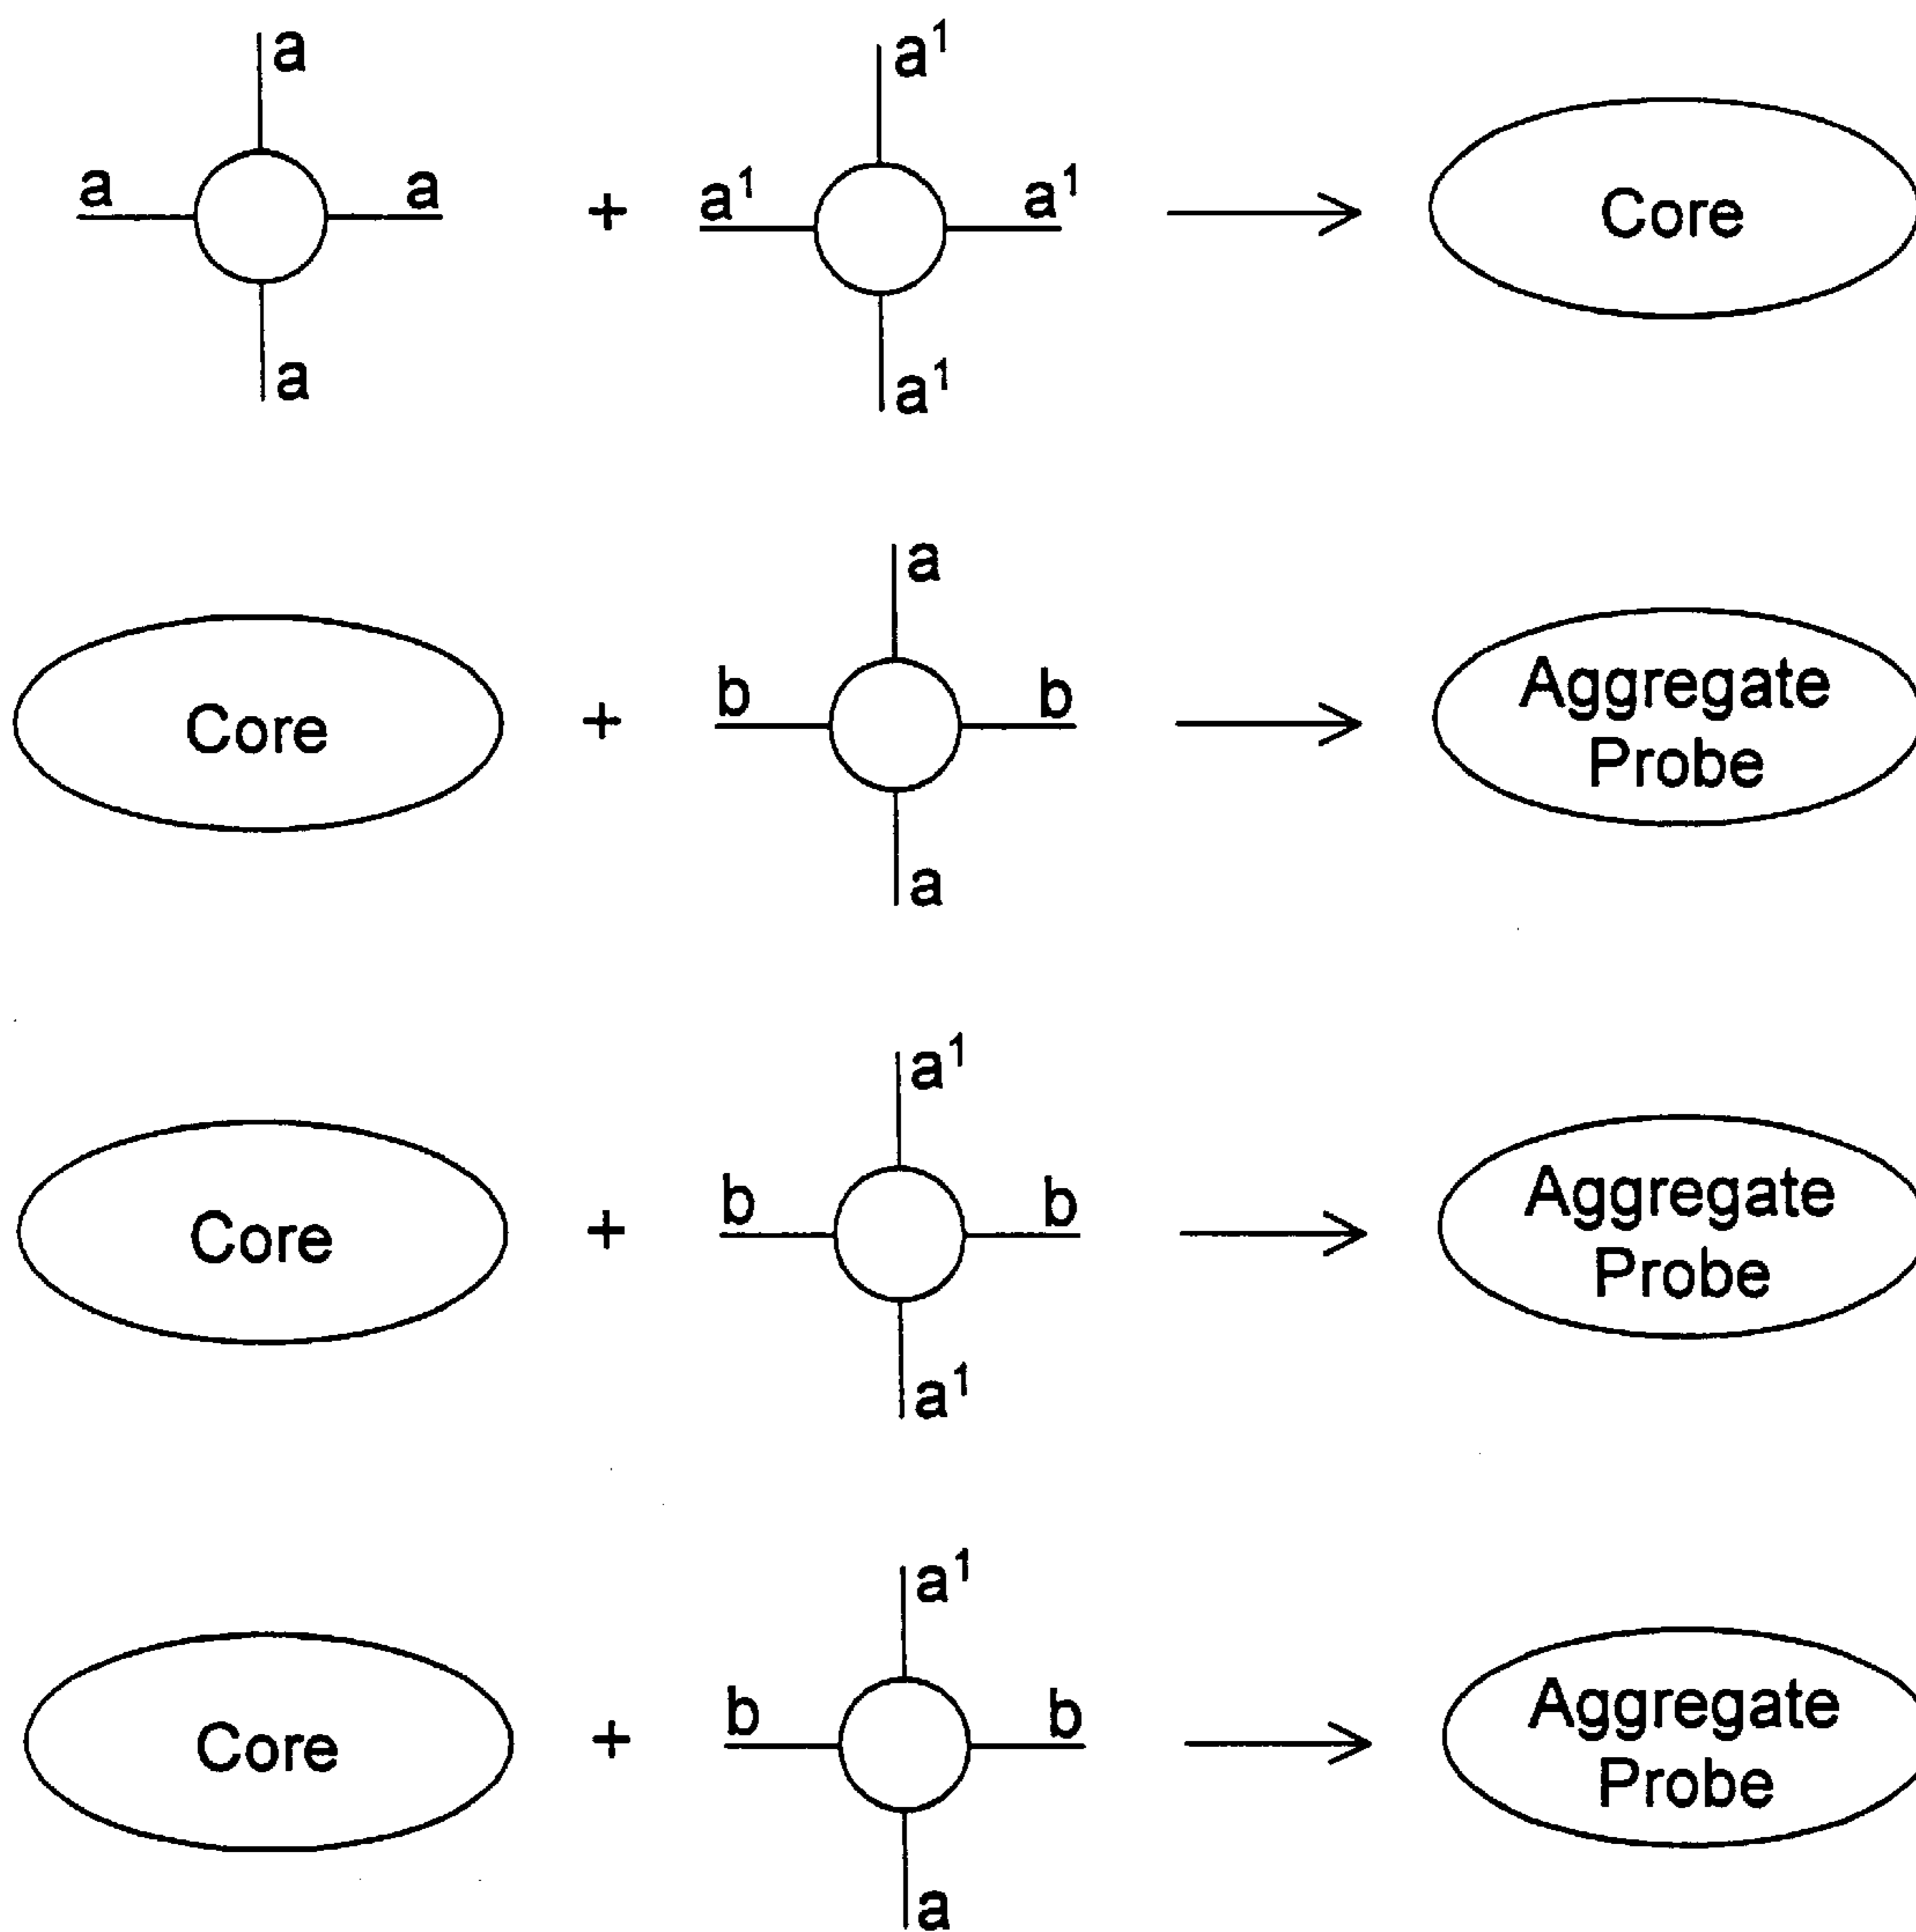 a a¹
a a + a¹ a¹ Core
a a¹
a
Core + b b Aggregate
Probe
a
a¹
Core + b b Aggregate
Probe
a¹
a¹
Core + b b Aggregate
Probe
a